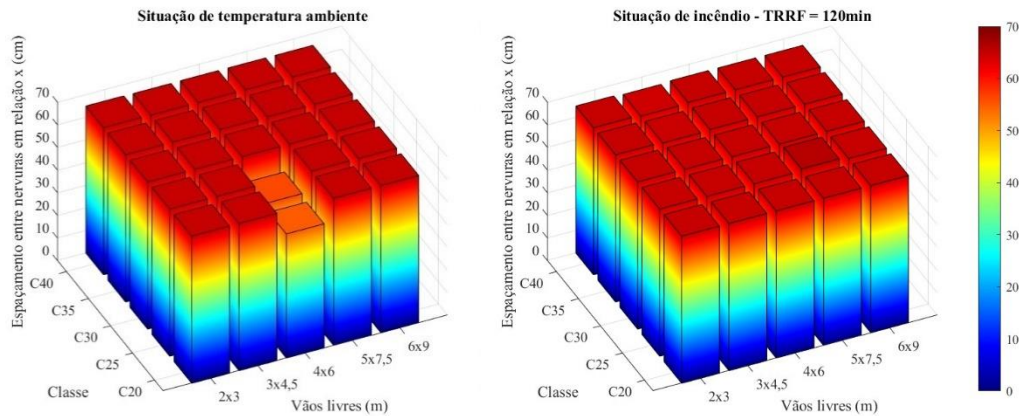 Situação de temperatura ambiente
Espaçamento entre nervuras em relação x (cm)
70
60
50
40
30
20
10
0
C40
C35
C30
C25
C20
Classe
2x3
3x4,5
4x6
5x7,5
6x9
Vãos livres (m)
Situação de incêndio - TRRF = 120min
Espaçamento entre nervuras em relação x (cm)
70
60
50
40
30
20
10
0
C40
C35
C30
C25
C20
Classe
2x3
3x4,5
4x6
5x7,5
6x9
Vãos livres (m)
70
60
50
40
30
20
10
0